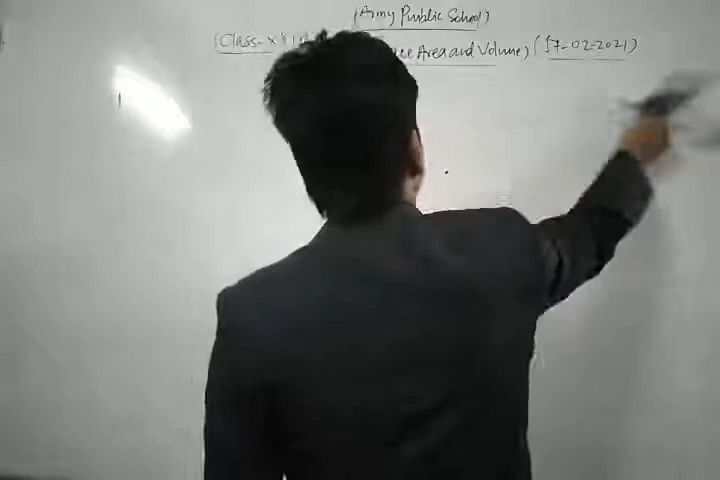 (Army Public School)
(Class-X Area and Volume) (17-02-2021)